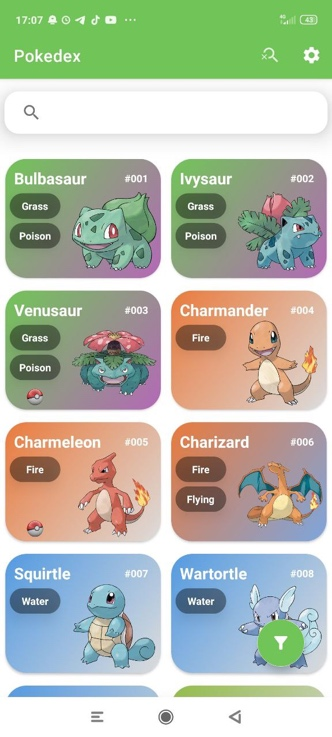 17:07
48
Pokedex
Bulbasaur #001
Grass
Poison
Ivysaur #002
Grass
Poison
Venusaur #003
Grass
Poison
Charmander #004
Fire
Charmeleon #005
Fire
Charizard #006
Fire
Flying
Squirtle #007
Water
Wartortle #008
Water